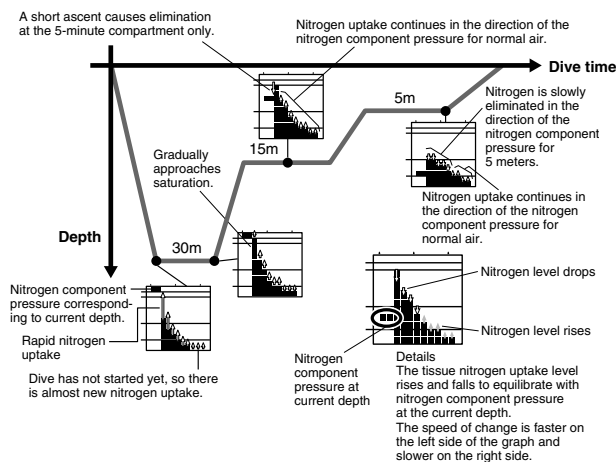 A short ascent causes elimination
at the 5-minute compartment only.
Nitrogen uptake continues in the direction of the
nitrogen component pressure for normal air.
Dive time
5m
Nitrogen is slowly
eliminated in the
direction of the
nitrogen component
pressure for
5 meters.
15m
Gradually
approaches
saturation.
Nitrogen uptake continues in
the direction of the nitrogen
component pressure for
normal air.
Depth
30m
Nitrogen component
pressure correspond-
ing to current depth.
Rapid nitrogen
uptake
Dive has not started yet, so there
is almost new nitrogen uptake.
Nitrogen level drops
Nitrogen level rises
Nitrogen
component
pressure at
current depth
Details
The tissue nitrogen uptake level
rises and falls to equilibrate with
nitrogen component pressure
at the current depth.
The speed of change is faster on
the left side of the graph and
slower on the right side.